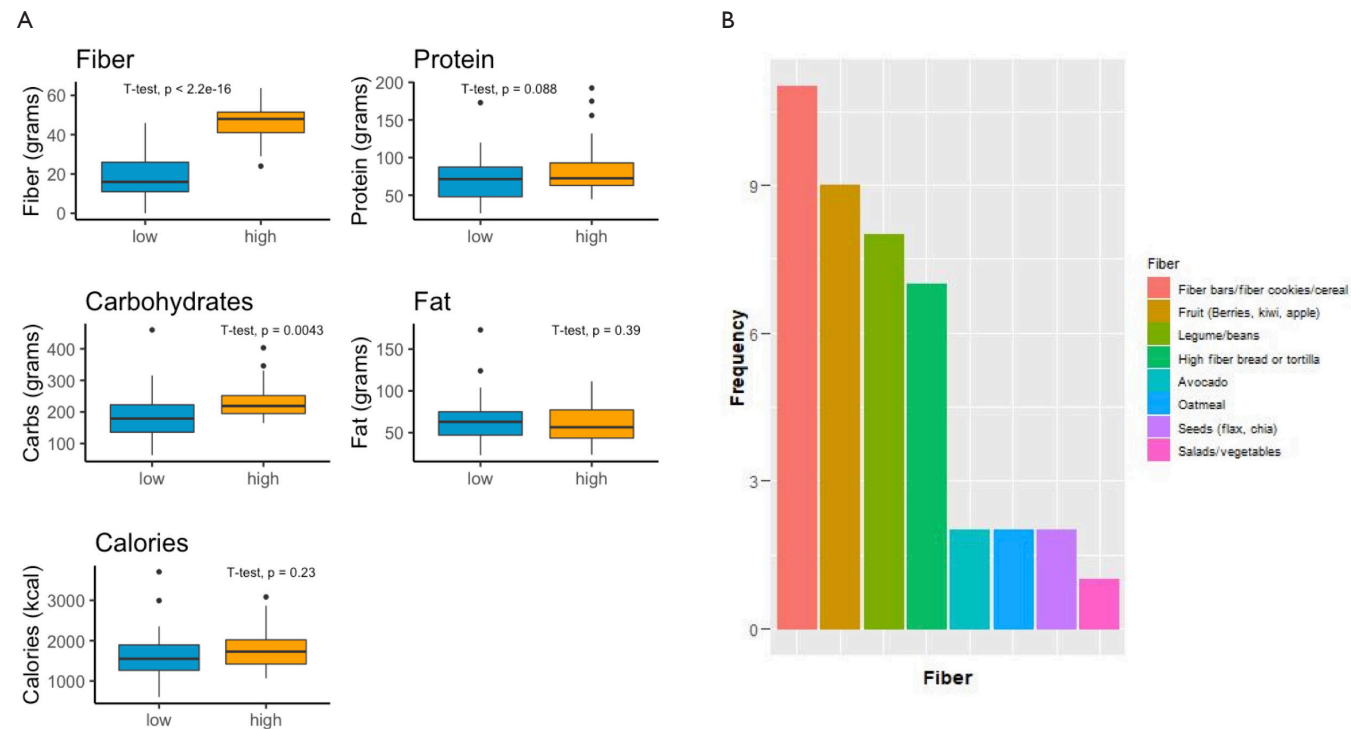 A
B
Fiber
T-test, p < 2.2e-16
Fiber (grams)
60
40
20
0
low
high
Protein
T-test, p = 0.088
Protein (grams)
200
150
100
50
low
high
Carbohydrates
T-test, p = 0.0043
Carbs (grams)
400
300
200
100
low
high
Fat
T-test, p = 0.39
Fat (grams)
150
100
50
low
high
Calories
T-test, p = 0.23
Calories (kcal)
3000
2000
1000
low
high
Frequency
9
6
3
0
Fiber
Fiber
Fiber bars/fiber cookies/cereal
Fruit (Berries, kiwi, apple)
Legume/beans
High fiber bread or tortilla
Avocado
Oatmeal
Seeds (flax, chia)
Salads/vegetables